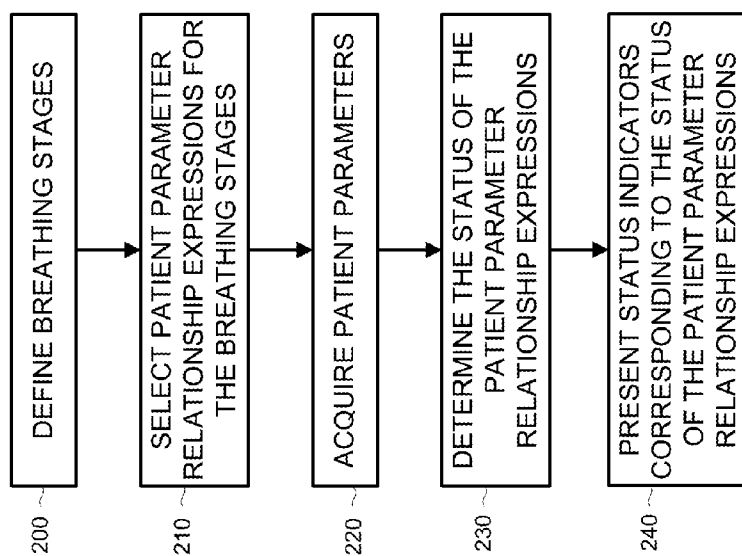 200
DEFINE BREATHING STAGES
210
SELECT PATIENT PARAMETER
RELATIONSHIP EXPRESSIONS FOR
THE BREATHING STAGES
220
ACQUIRE PATIENT PARAMETERS
230
DETERMINE THE STATUS OF THE
PATIENT PARAMETER
RELATIONSHIP EXPRESSIONS
240
PRESENT STATUS INDICATORS
CORRESPONDING TO THE STATUS
OF THE PATIENT PARAMETER
RELATIONSHIP EXPRESSIONS